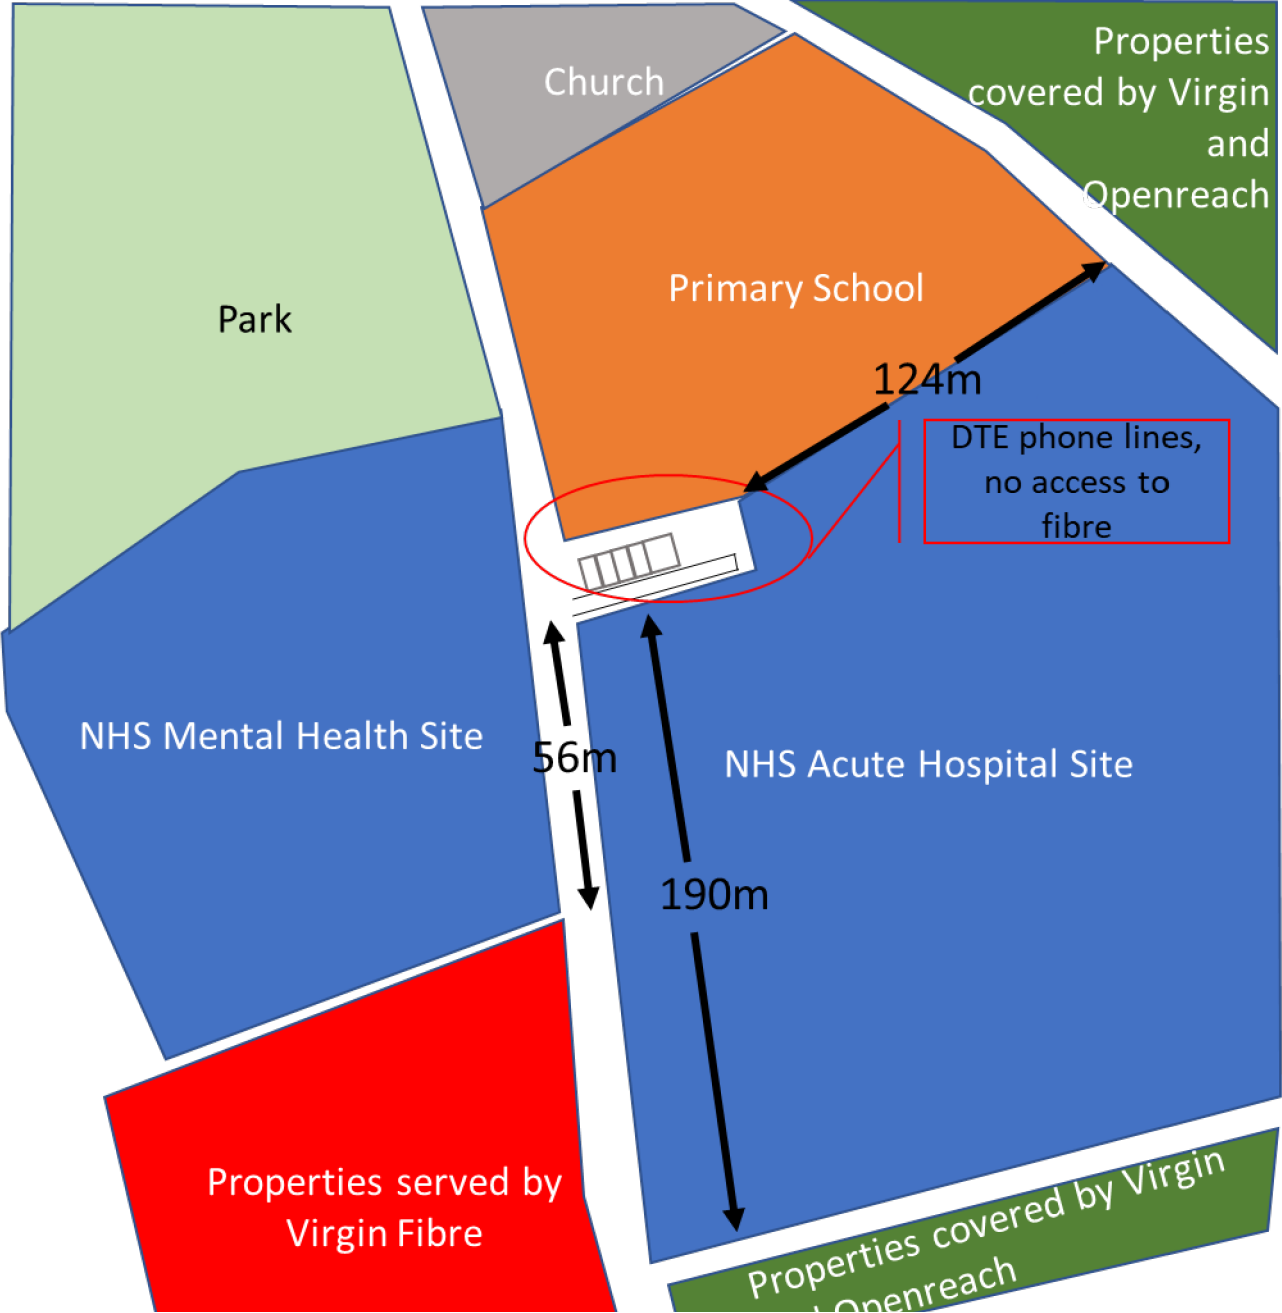 Church
Properties
covered by Virgin
and
Openreach
Primary School
Park
124m
DTE phone lines,
no access to
fibre
NHS Mental Health Site
56m
NHS Acute Hospital Site
190m
Properties served by
Virgin Fibre
Properties covered by Virgin
Openreach